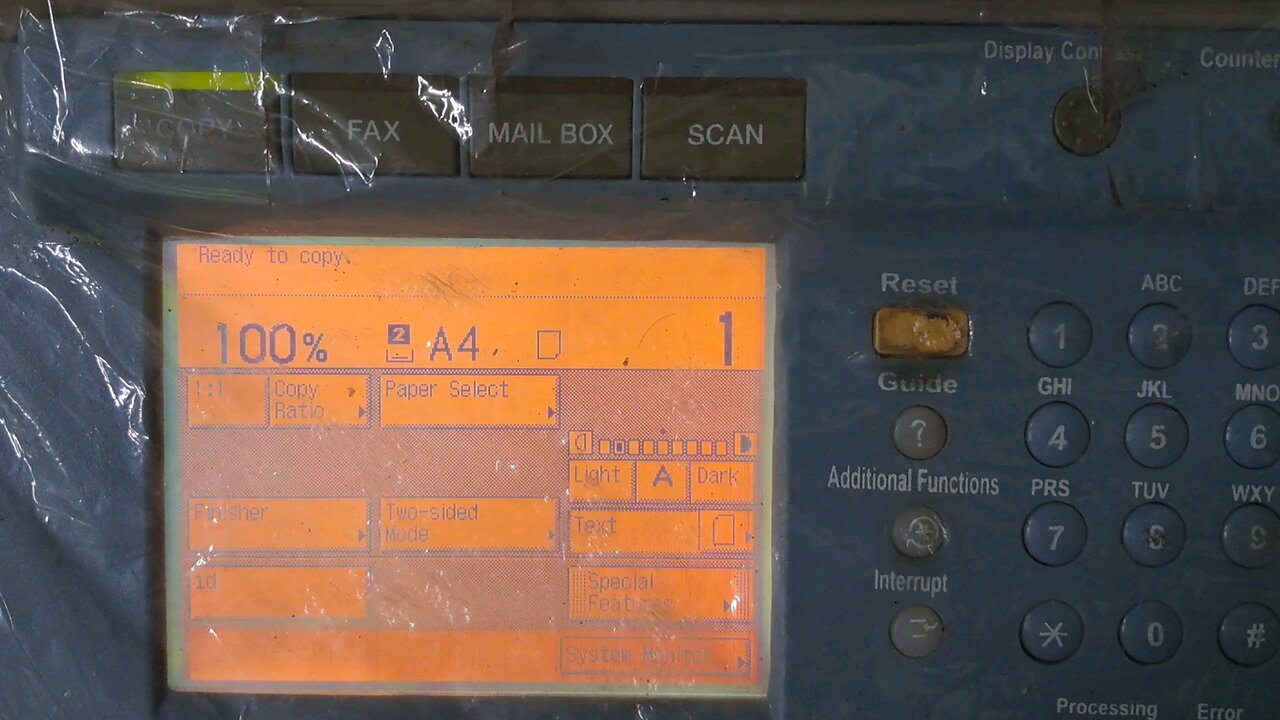 Display Con
Counter
COPY
FAX
MAIL BOX
SCAN
Ready to copy.
100%
2
A4
1
1:1
Copy
Ratio
Paper Select
Light
A
Dark
Finisher
Two-sided
Mode
Text
id
Special
Features
System Monitor
Reset
Guide
?
Additional Functions
Interrupt
ABC
DEF
1
2
3
GHI
JKL
MNO
4
5
6
PRS
TUV
WXY
7
8
9
*
0
#
Processing
Error